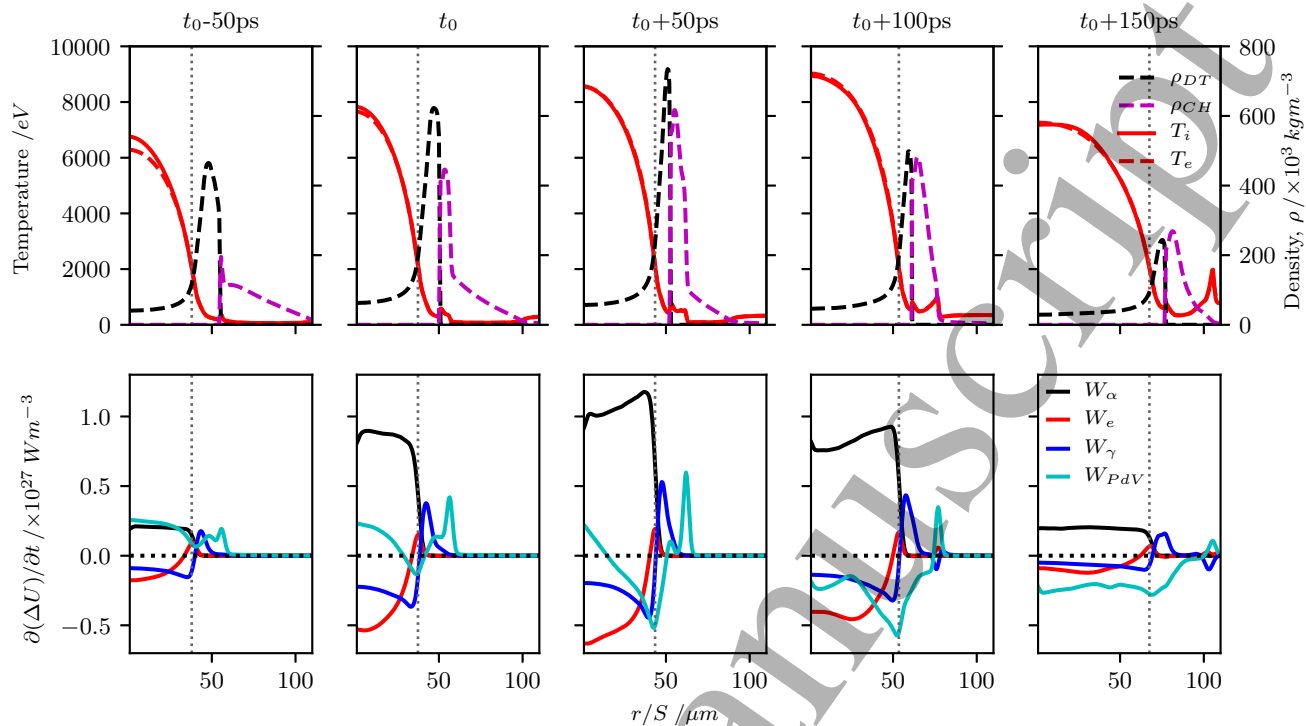 t₀-50ps t₀ t₀+50ps t₀+100ps t₀+150ps
10000
8000
6000
4000
2000
0
Temperature /eV
800
600
400
200
0
Density, ρ /×10³ kgm⁻³
ρ_DT
ρ_CH
T_i
T_e
1.0
0.5
0.0
−0.5
∂(ΔU)/∂t /×10²⁷ Wm⁻³
W_α
W_e
W_γ
W_PdV
50 100 50 100 50 100 50 100 50 100
r/S /μm
anuscript